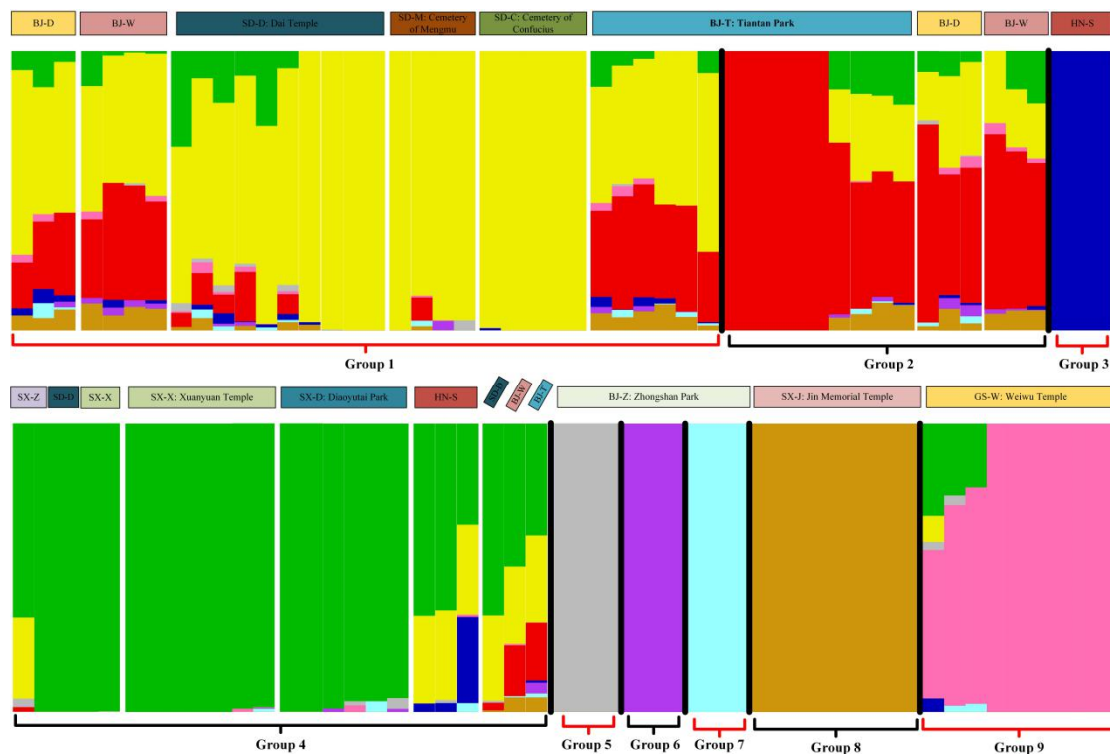 BJ-D
BJ-W
SD-D: Dai Temple
SD-M: Cemetery
of Mengmu
SD-C: Cemetery of
Confucius
BJ-T: Tiantan Park
BJ-D
BJ-W
HN-S
Group 1
Group 2
Group 3
SX-Z
SD-D
SX-X
SX-X: Xuanyuan Temple
SX-D: Diaoyutai Park
HN-S
SD-D
BJ-W
BJ-T
BJ-Z: Zhongshan Park
SX-J: Jin Memorial Temple
GS-W: Weiwu Temple
Group 4
Group 5
Group 6
Group 7
Group 8
Group 9